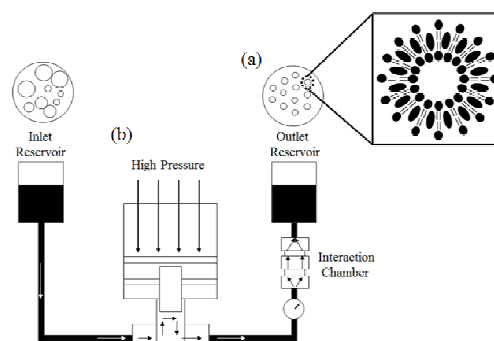 (a)
Inlet
Reservoir
(b)
Outlet
Reservoir
High Pressure
Interaction
Chamber